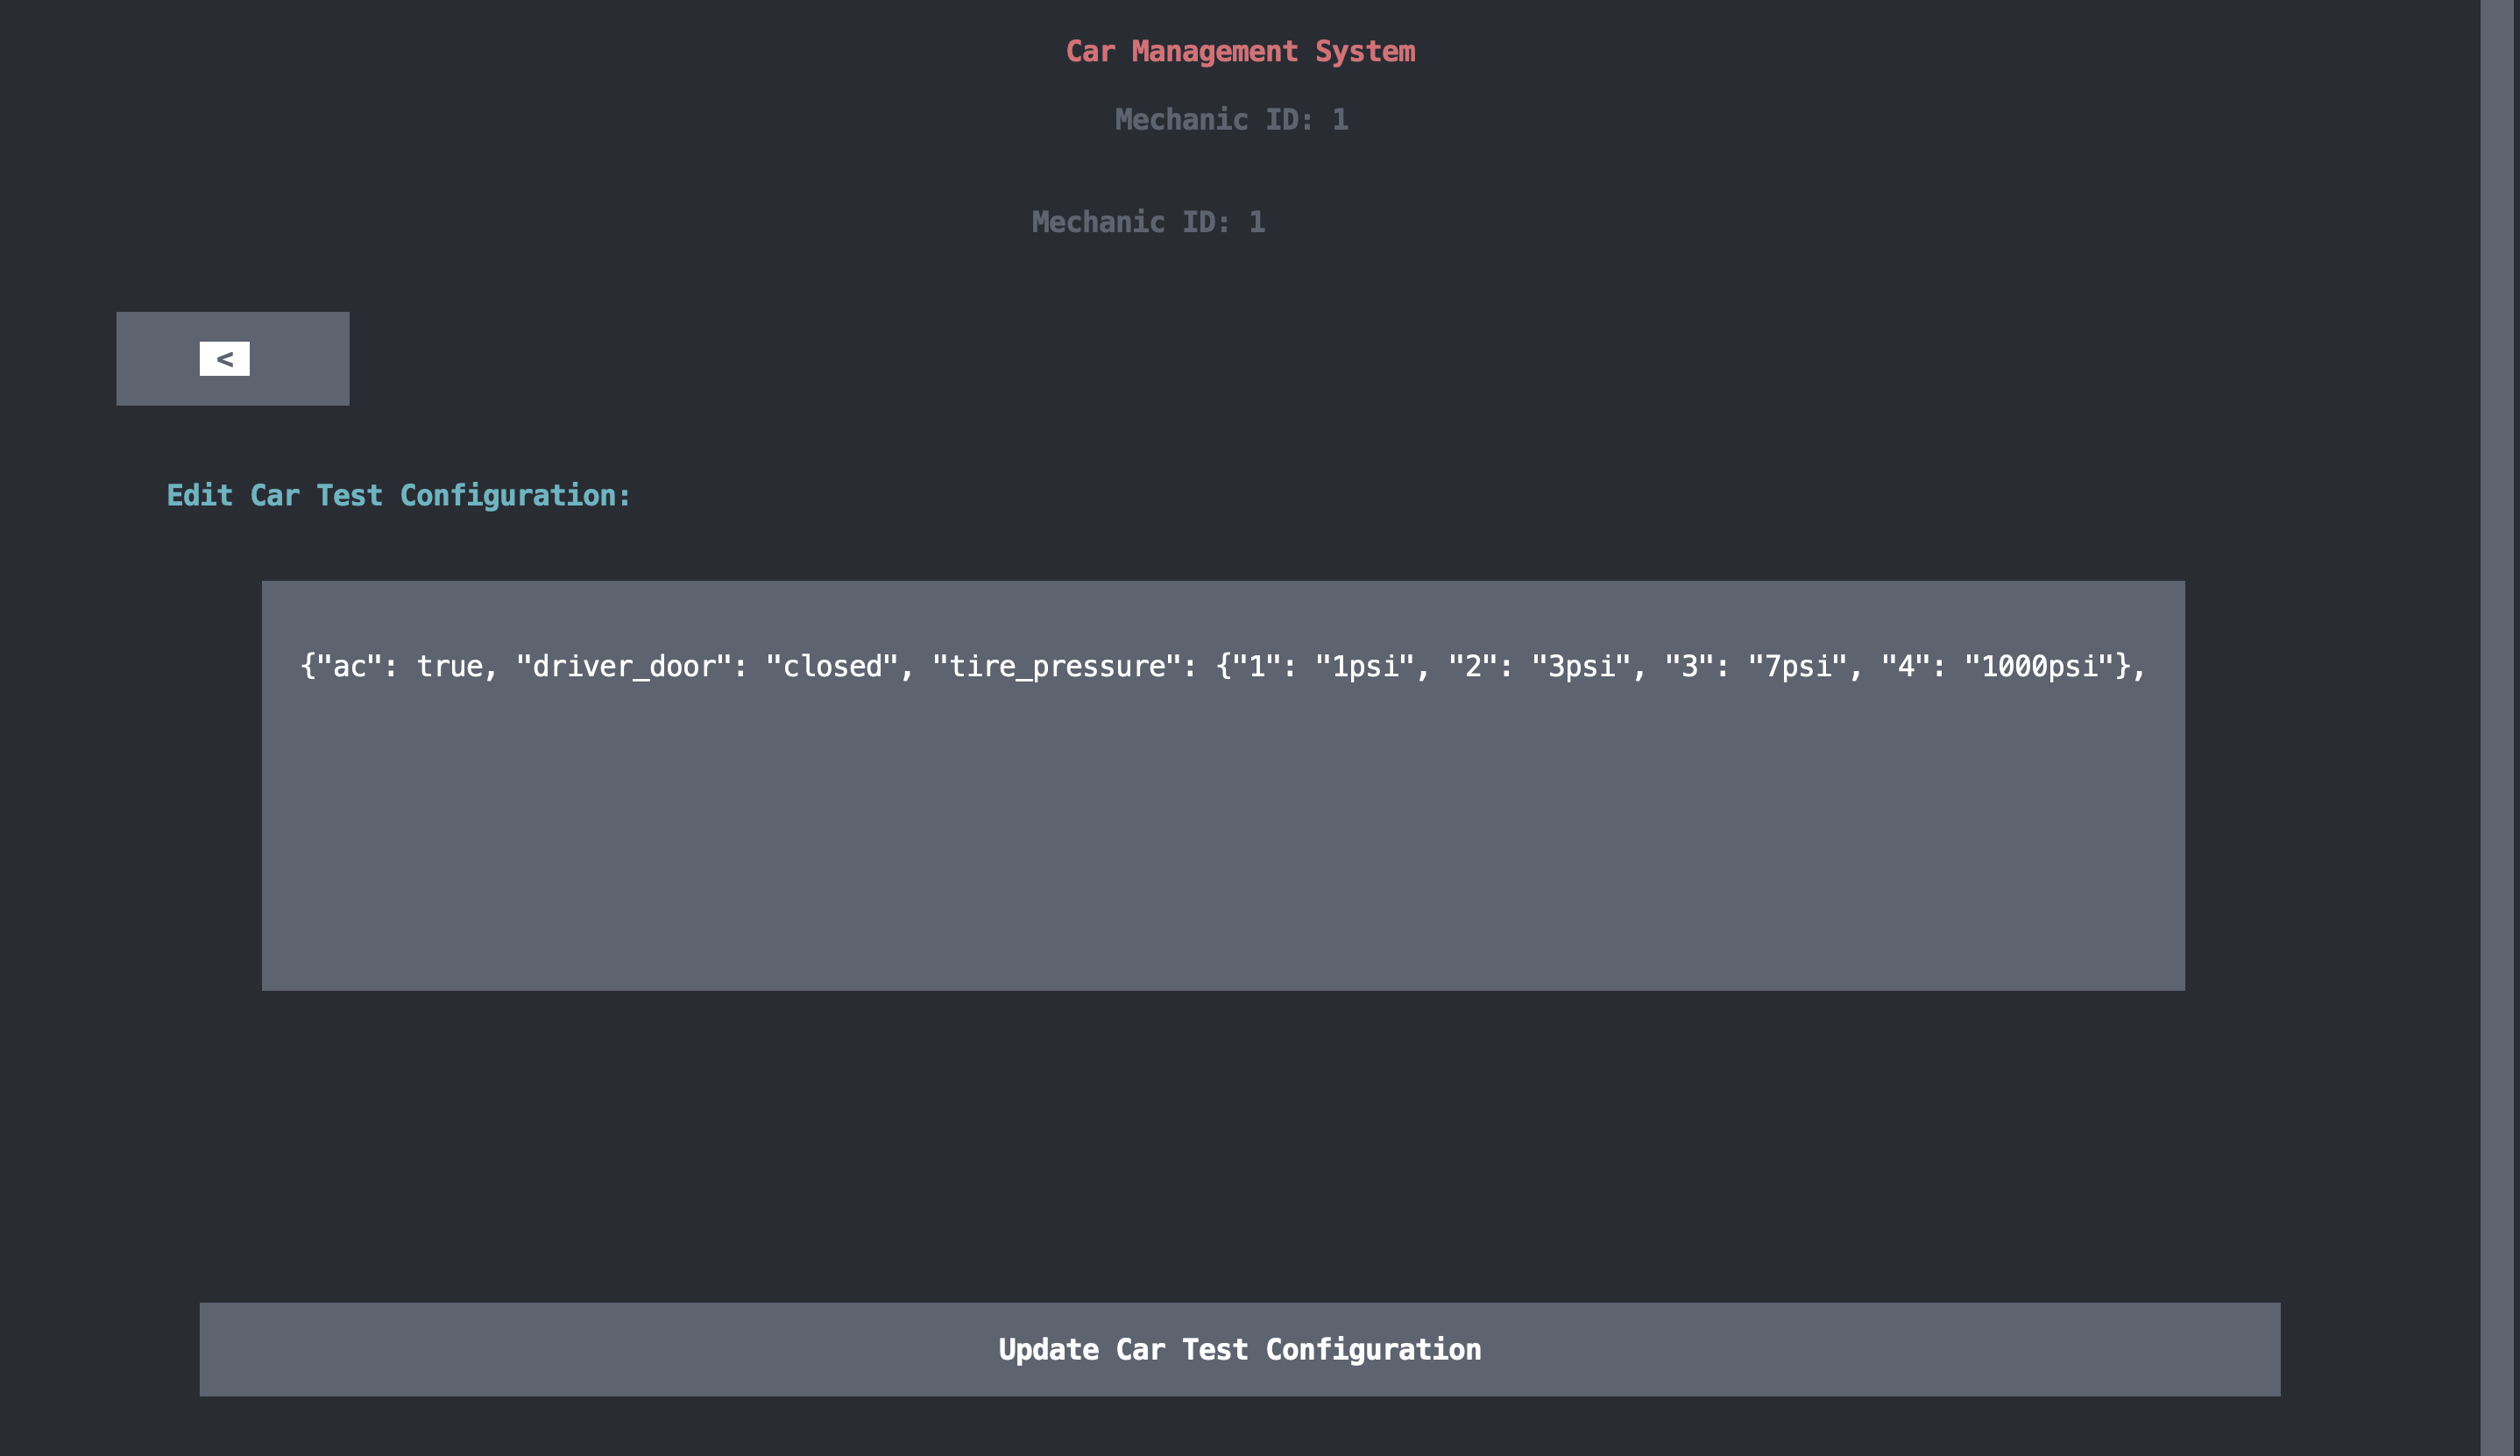 Car Management System
Mechanic ID: 1
Mechanic ID: 1
<
Edit Car Test Configuration:
{"ac": true, "driver_door": "closed", "tire_pressure": {"1": "1psi", "2": "3psi", "3": "7psi", "4": "1000psi"},
Update Car Test Configuration